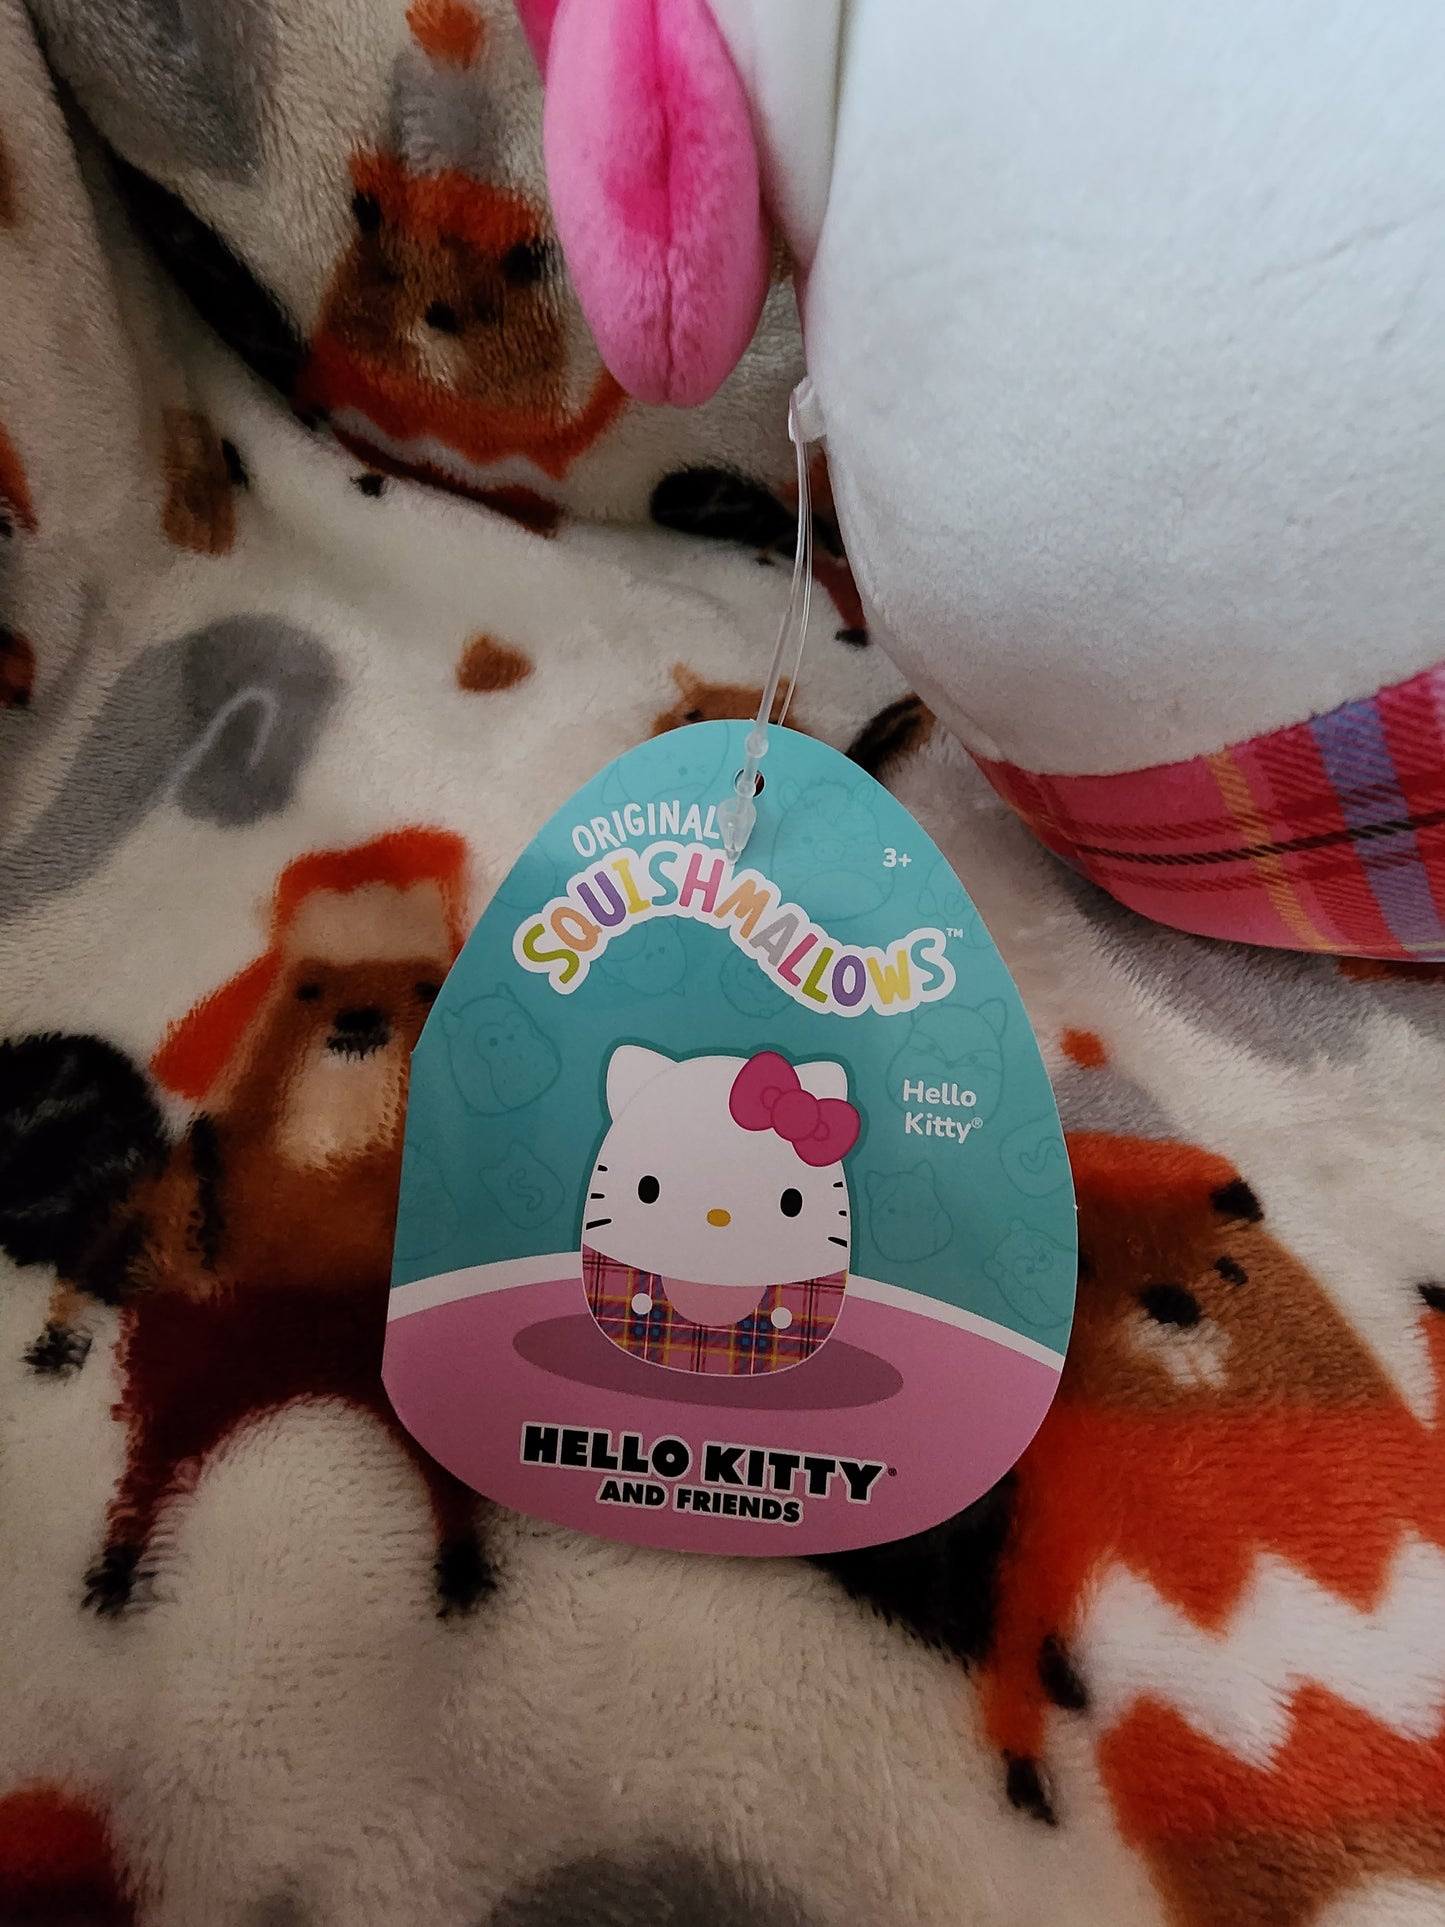 ORIGINAL
SQUISHMALLOWS™
3+
Hello
Kitty®
HELLO KITTY®
AND FRIENDS